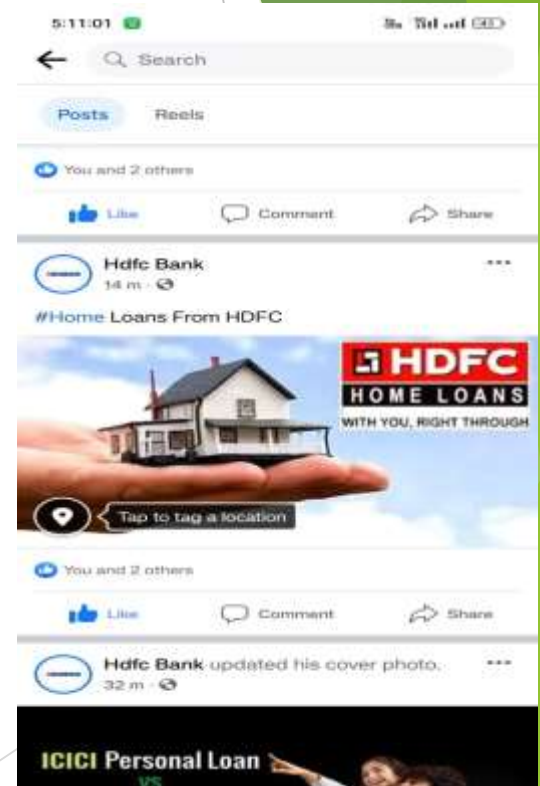 5:11:01
Search
Posts Reels
You and 2 others
Like Comment Share
Hdfc Bank
14 m
#Home Loans From HDFC
HDFC
HOME LOANS
WITH YOU, RIGHT THROUGH
Tap to tag a location
You and 2 others
Like Comment Share
Hdfc Bank updated his cover photo.
32 m
ICICI Personal Loan
VS